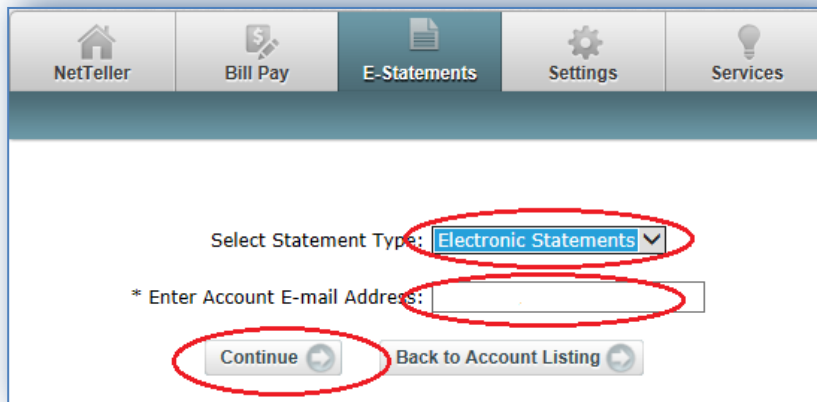 NetTeller Bill Pay E-Statements Settings Services
Select Statement Type: Electronic Statements
* Enter Account E-mail Address:
Continue Back to Account Listing